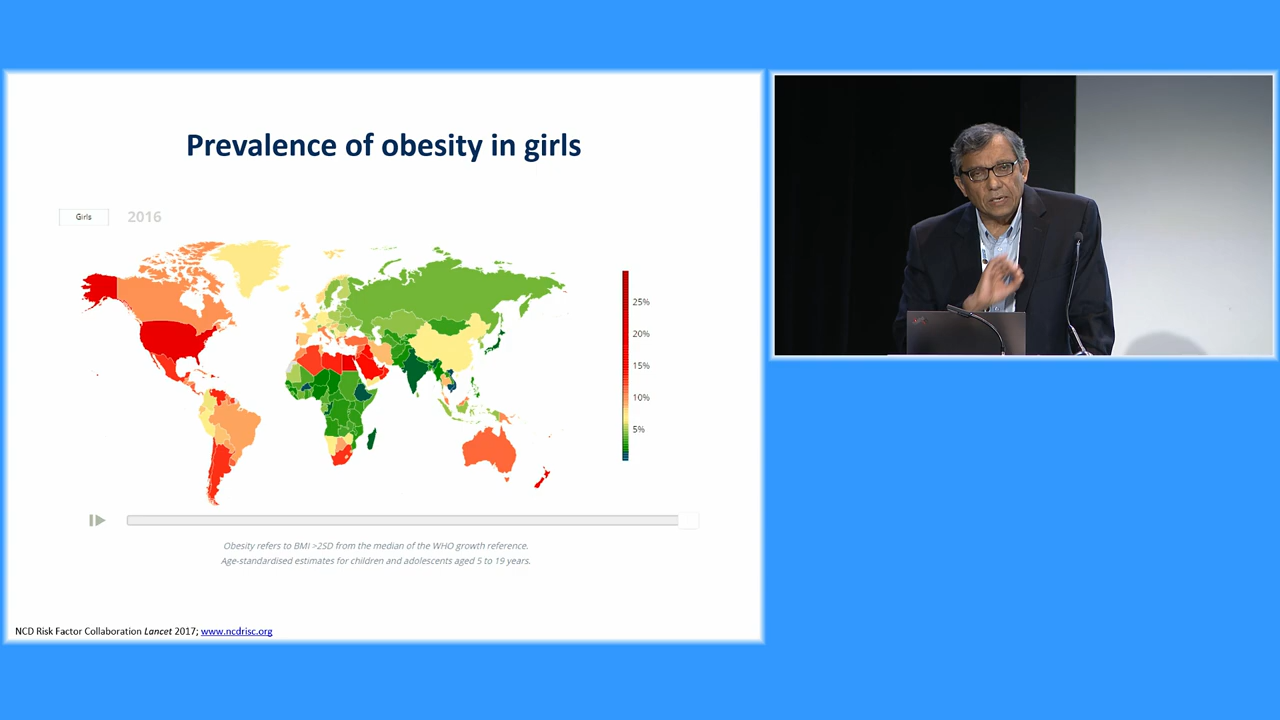 Prevalence of obesity in girls
Girls
2016
25%
20%
15%
10%
5%
Obesity refers to BMI >2SD from the median of the WHO growth reference.
Age-standardised estimates for children and adolescents aged 5 to 19 years.
NCD Risk Factor Collaboration Lancet 2017; www.ncdrisc.org